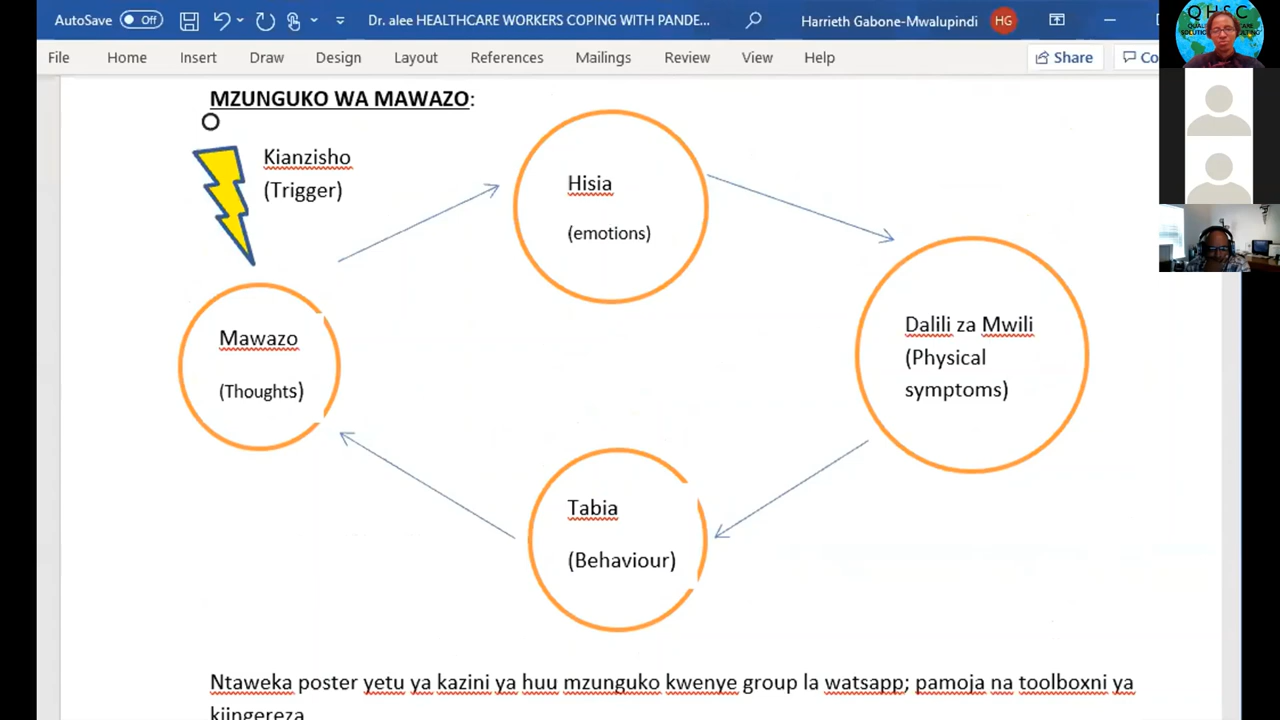 AutoSave Off Dr. alee HEALTHCARE WORKERS COPING WITH PANDE... Harrieth Gabone-Mwalupindi HG
QHSC
File Home Insert Draw Design Layout References Mailings Review View Help Share Co
MZUNGUKO WA MAWAZO:
Kianzisho
(Trigger)
Hisia
(emotions)
Dalili za Mwili
(Physical
symptoms)
Mawazo
(Thoughts)
Tabia
(Behaviour)
Ntaweka poster yetu ya kazini ya huu mzunguko kwenye group la watsapp; pamoja na toolboxni ya
kiingereza